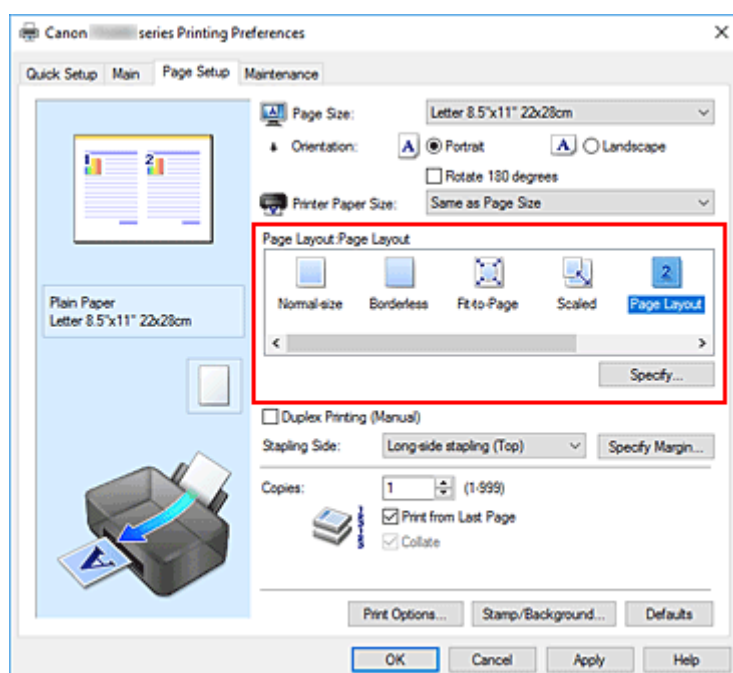 Canon series Printing Preferences
Quick Setup Main Page Setup Maintenance
1 2
Plain Paper
Letter 8.5"x11" 22x28cm
A
Page Size: Letter 8.5"x11" 22x28cm
Orientation: A Portrait A Landscape
Rotate 180 degrees
Printer Paper Size: Same as Page Size
Page Layout:Page Layout
2
Normal-size Borderless Fit-to-Page Scaled Page Layout
Specify...
Duplex Printing (Manual)
Stapling Side: Long-side stapling (Top) Specify Margin...
Copies: 1 (1-999)
Print from Last Page
Collate
Print Options... Stamp/Background... Defaults
OK Cancel Apply Help